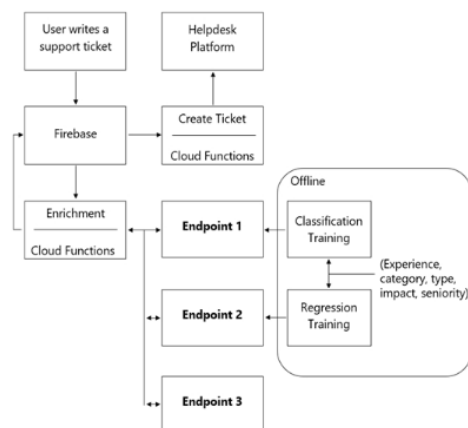 User writes a
support ticket
Helpdesk
Platform
Firebase
Create Ticket
Cloud Functions
Enrichment
Cloud Functions
Endpoint 1
Endpoint 2
Endpoint 3
Offline
Classification
Training
(Experience,
category, type,
impact, seniority)
Regression
Training